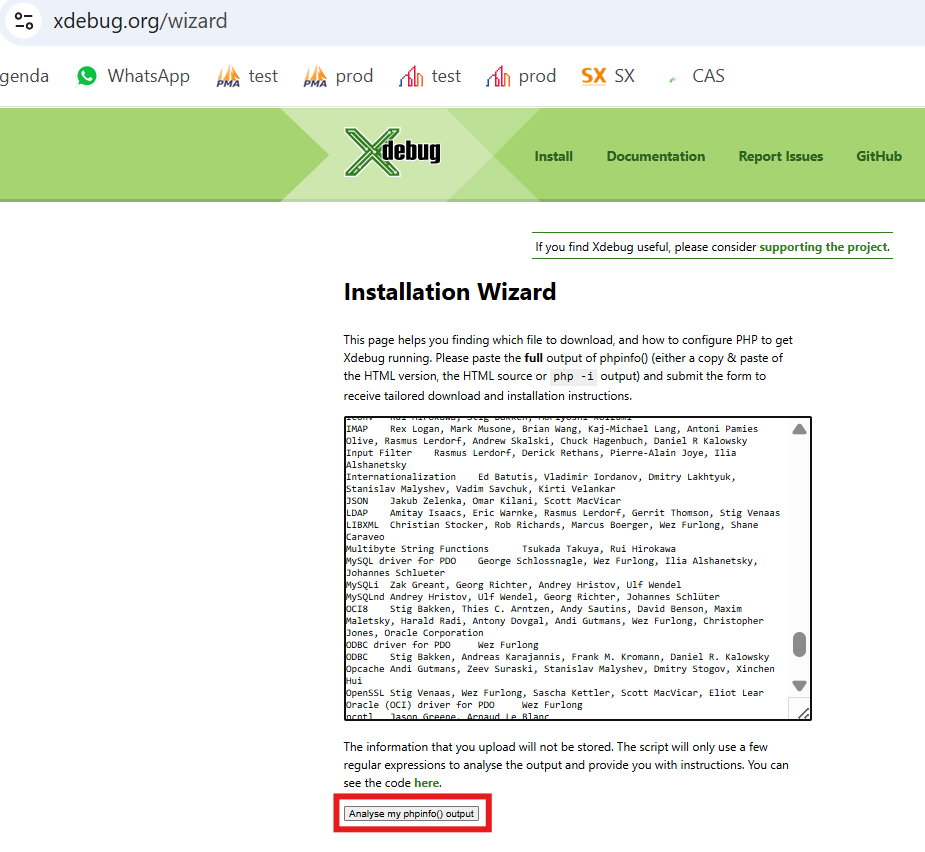 xdebug.org/wizard
genda WhatsApp PMA test PMA prod test prod SX SX CAS
Xdebug
Install Documentation Report Issues GitHub
If you find Xdebug useful, please consider supporting the project.
Installation Wizard
This page helps you finding which file to download, and how to configure PHP to get
Xdebug running. Please paste the full output of phpinfo() (either a copy & paste of
the HTML version, the HTML source or php -i output) and submit the form to
receive tailored download and installation instructions.
IMAP Rex Logan, Mark Musone, Brian Wang, Kaj-Michael Lang, Antoni Pamies
Olive, Rasmus Lerdorf, Andrew Skalski, Chuck Hagenbuch, Daniel R Kalowsky
Input Filter Rasmus Lerdorf, Derick Rethans, Pierre-Alain Joye, Ilia
Alshanetsky
Internationalization Ed Batutis, Vladimir Iordanov, Dmitry Lakhtyuk,
Stanislav Malyshev, Vadim Savchuk, Kirti Velankar
JSON Jakub Zelenka, Omar Kilani, Scott MacVicar
LDAP Amitay Isaacs, Eric Warnke, Rasmus Lerdorf, Gerrit Thomson, Stig Venaas
LIBXML Christian Stocker, Rob Richards, Marcus Boerger, Wez Furlong, Shane
Caraveo
Multibyte String Functions Tsukada Takuya, Rui Hirokawa
MySQL driver for PDO George Schlossnagle, Wez Furlong, Ilia Alshanetsky,
Johannes Schlueter
MySQLi Zak Greant, Georg Richter, Andrey Hristov, Ulf Wendel
MySQLnd Andrey Hristov, Ulf Wendel, Georg Richter, Johannes Schlüter
OCI8 Stig Bakken, Thies C. Arntzen, Andy Sautins, David Benson, Maxim
Maletsky, Harald Radi, Antony Dovgal, Andi Gutmans, Wez Furlong, Christopher
Jones, Oracle Corporation
ODBC driver for PDO Wez Furlong
ODBC Stig Bakken, Andreas Karajannis, Frank M. Kromann, Daniel R. Kalowsky
Opcache Andi Gutmans, Zeev Suraski, Stanislav Malyshev, Dmitry Stogov, Xinchen
Hui
OpenSSL Stig Venaas, Wez Furlong, Sascha Kettler, Scott MacVicar, Eliot Lear
Oracle (OCI) driver for PDO Wez Furlong
pcntl Jason Greene, Arnaud Le Blanc
The information that you upload will not be stored. The script will only use a few
regular expressions to analyse the output and provide you with instructions. You can
see the code here.
Analyse my phpinfo() output